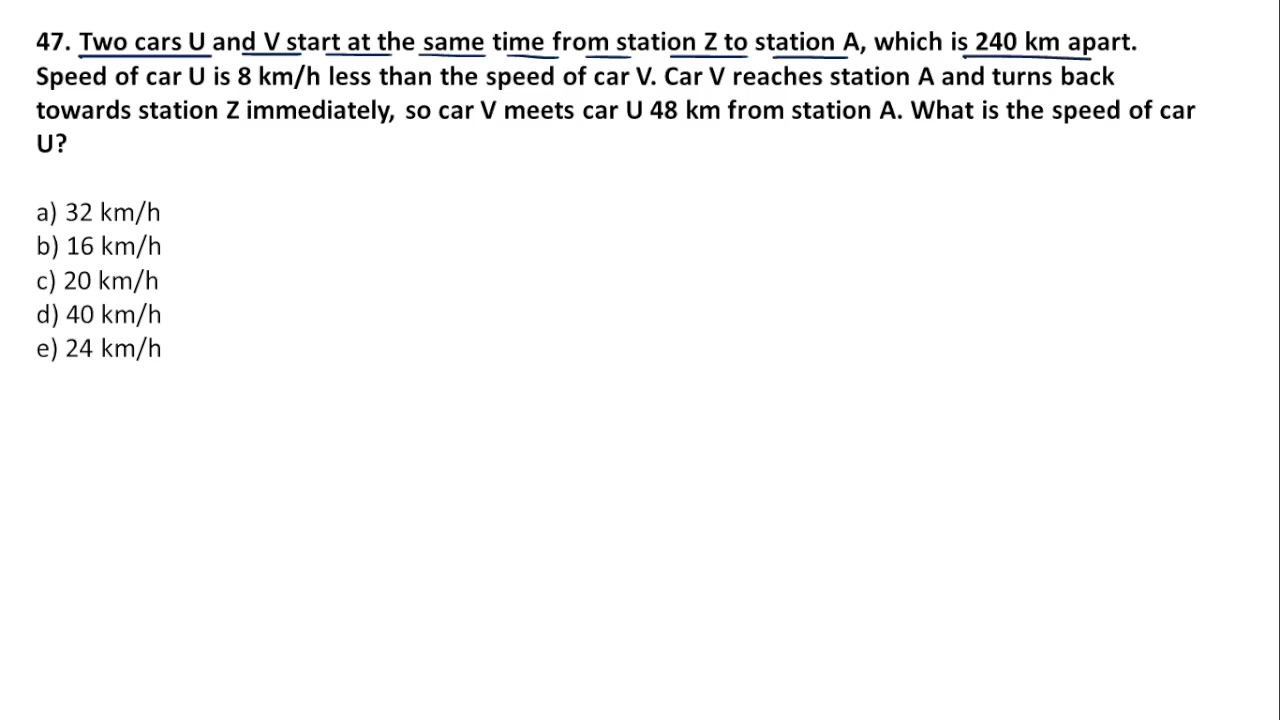 47. Two cars U and V start at the same time from station Z to station A, which is 240 km apart.
Speed of car U is 8 km/h less than the speed of car V. Car V reaches station A and turns back
towards station Z immediately, so car V meets car U 48 km from station A. What is the speed of car
U?
a) 32 km/h
b) 16 km/h
c) 20 km/h
d) 40 km/h
e) 24 km/h